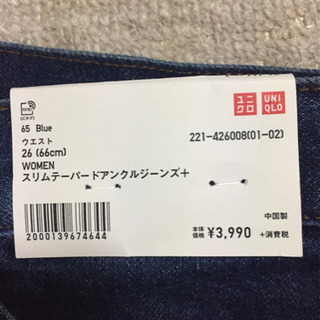 65 Blue
ウエスト
26 (66cm)
WOMEN
スリムテーパードアンクルジーンズ+
ユニクロ
UNIQLO
221-426008(01-02)
2000139674644
中国製
本体価格 ¥3,990 +消費税